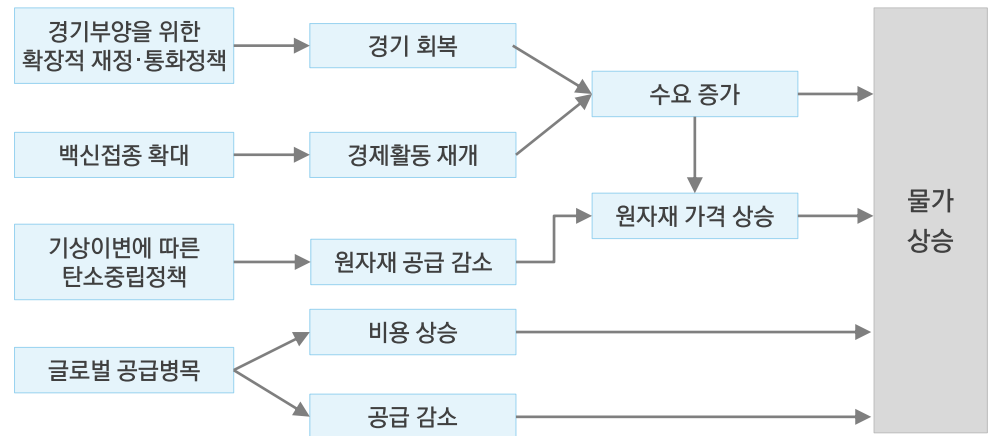 경기부양을 위한
확장적 재정·통화정책
경기 회복
수요 증가
백신접종 확대
경제활동 재개
원자재 가격 상승
물가
상승
기상이변에 따른
탄소중립정책
원자재 공급 감소
비용 상승
글로벌 공급병목
공급 감소